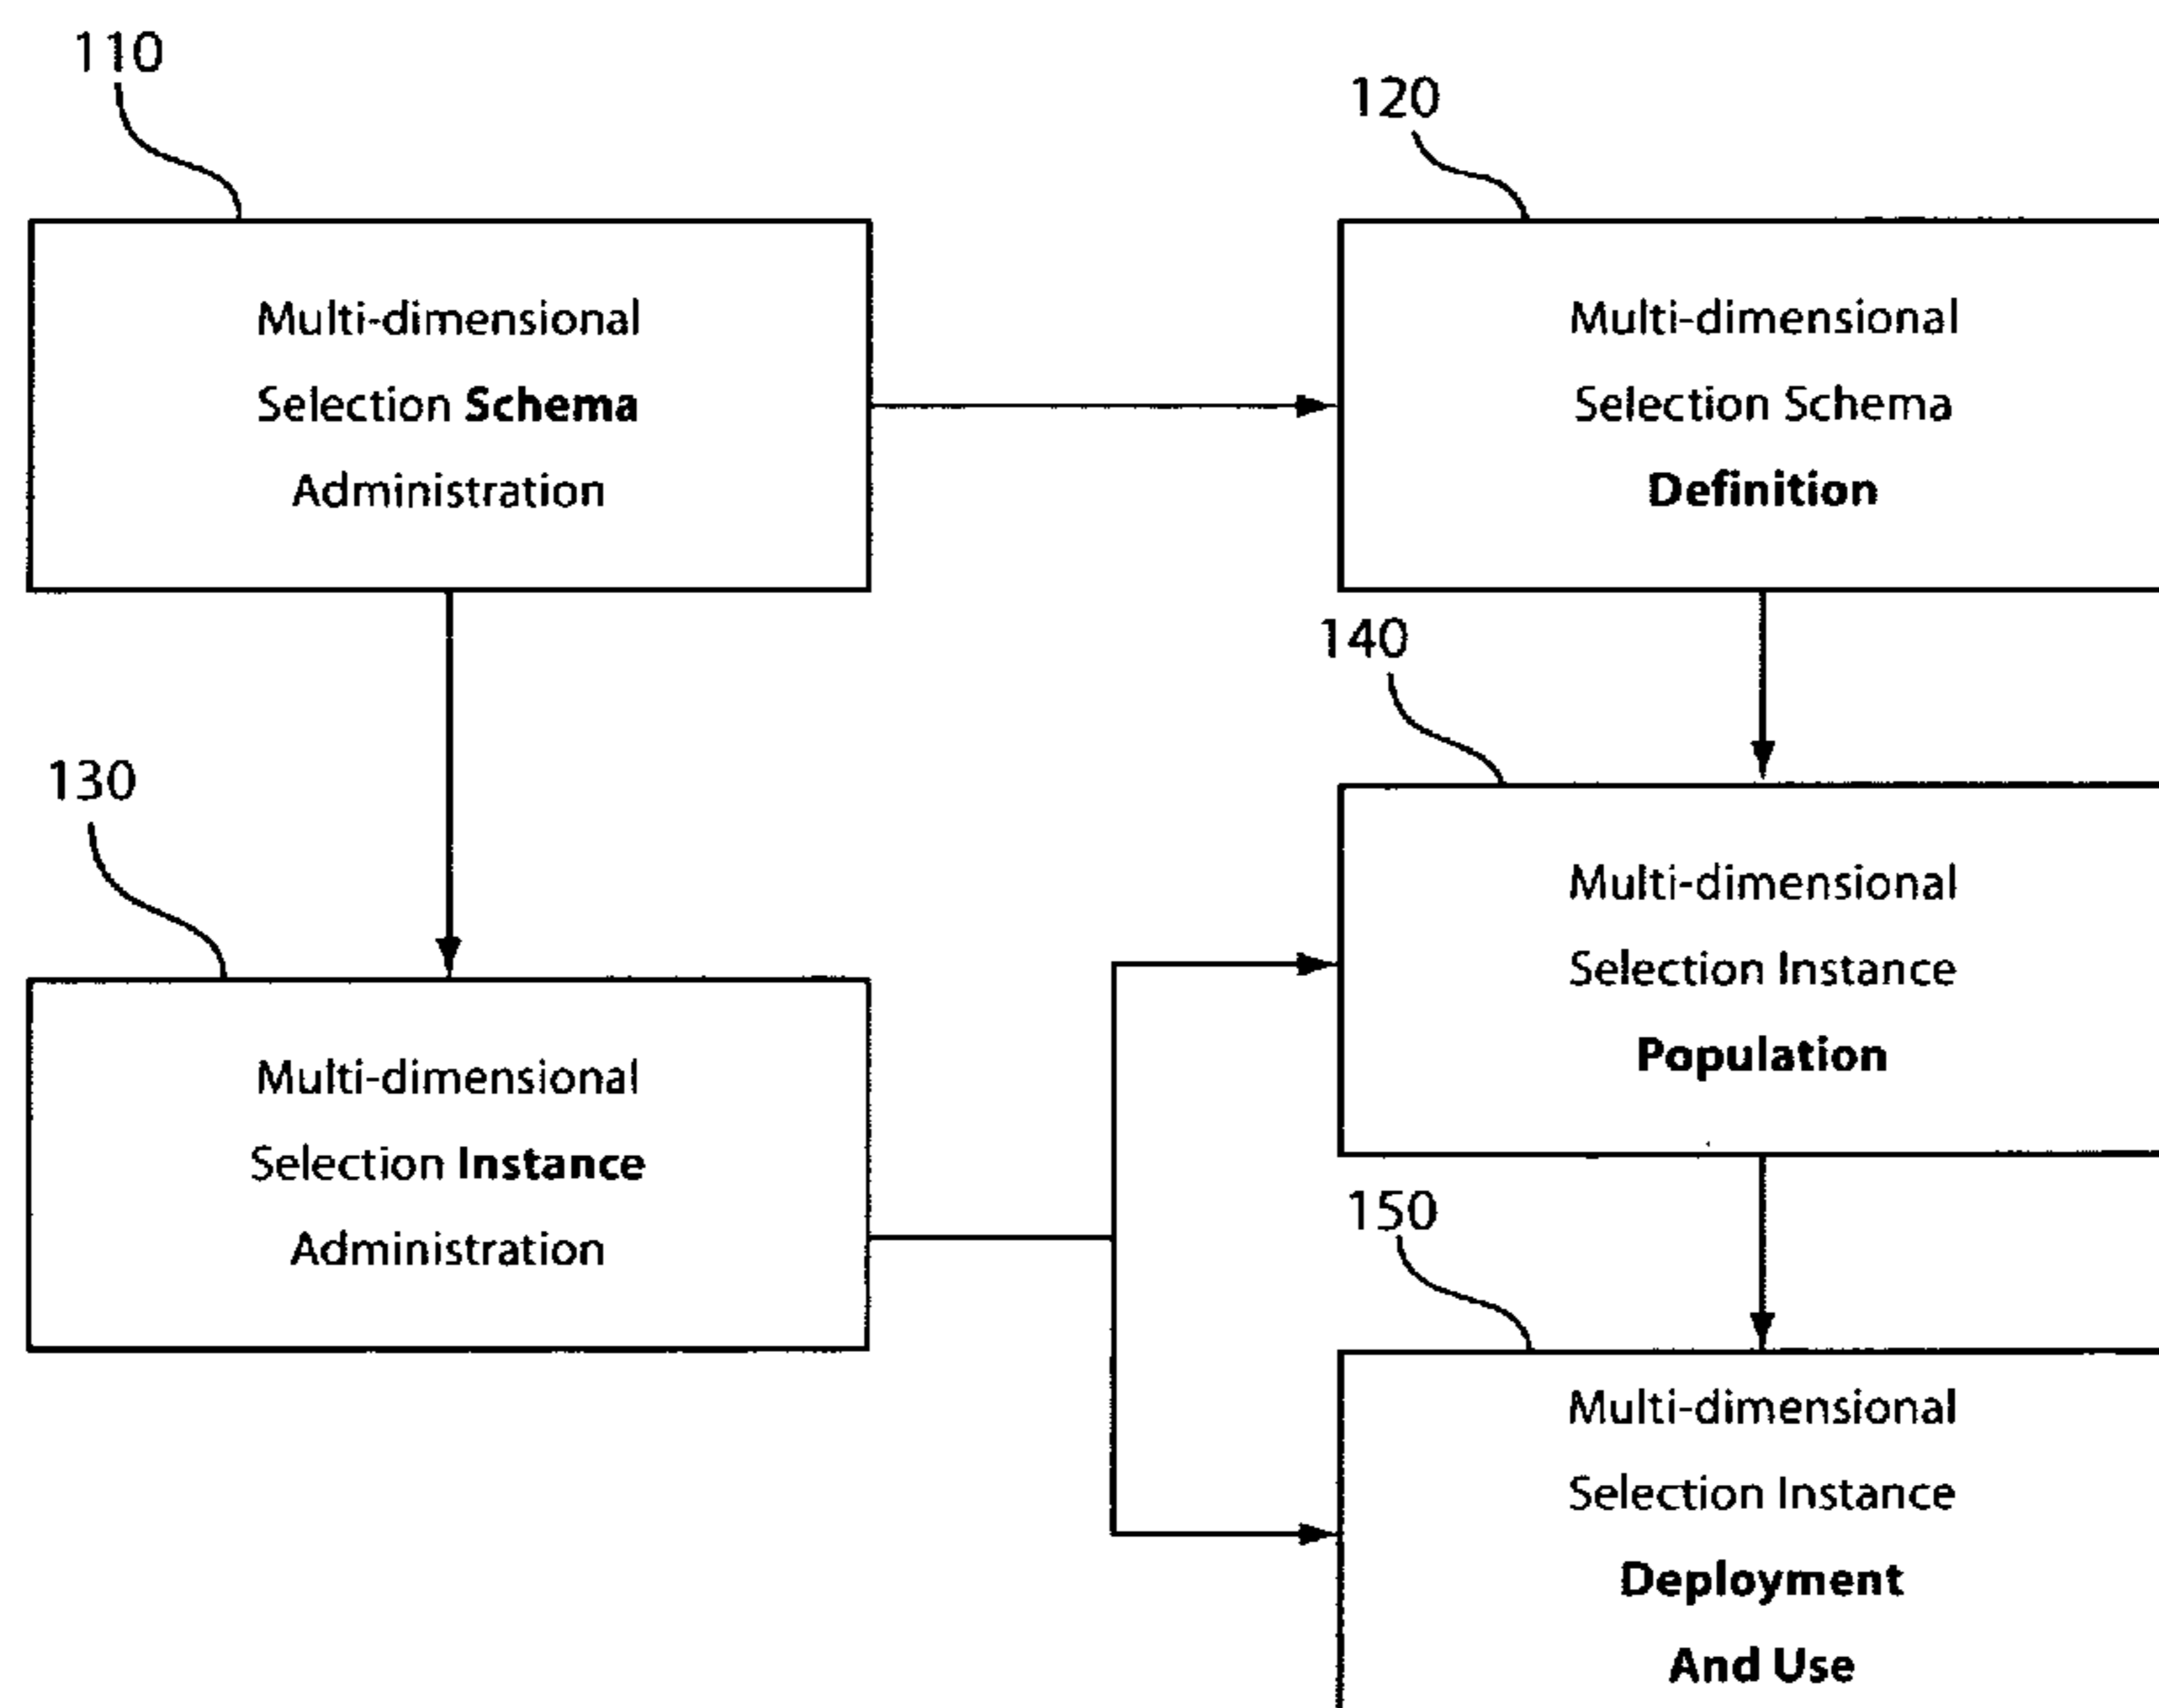 110
Multi-dimensional
Selection Schema
Administration
120
Multi-dimensional
Selection Schema
Definition
130
Multi-dimensional
Selection Instance
Administration
140
Multi-dimensional
Selection Instance
Population
150
Multi-dimensional
Selection Instance
Deployment
And Use